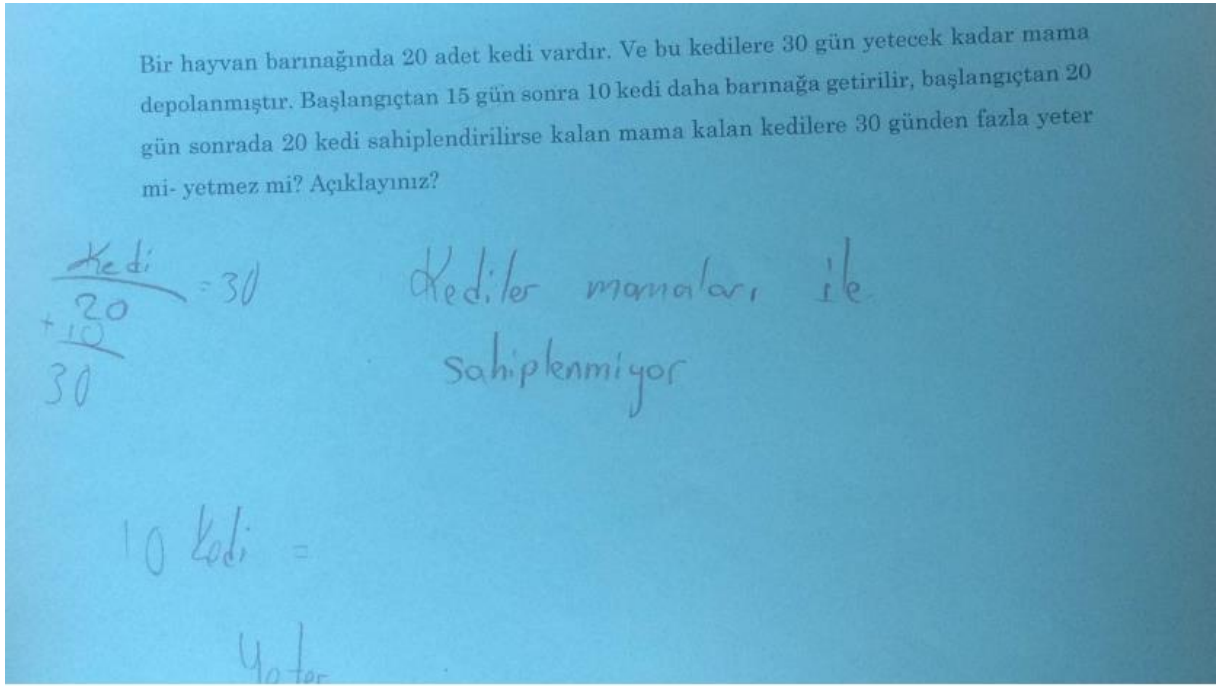 Bir hayvan barınağında 20 adet kedi vardır. Ve bu kedilere 30 gün yetecek kadar mama
depolanmıştır. Başlangıçtan 15 gün sonra 10 kedi daha barınağa getirilir, başlangıçtan 20
gün sonrada 20 kedi sahiplendirilirse kalan mama kalan kedilere 30 günden fazla yeter
mi- yetmez mi? Açıklayınız?
Kedi
20 = 30
+ 10
30
Kediler mamaları ile
sahiplenmiyor
10 kedi =
Yeter